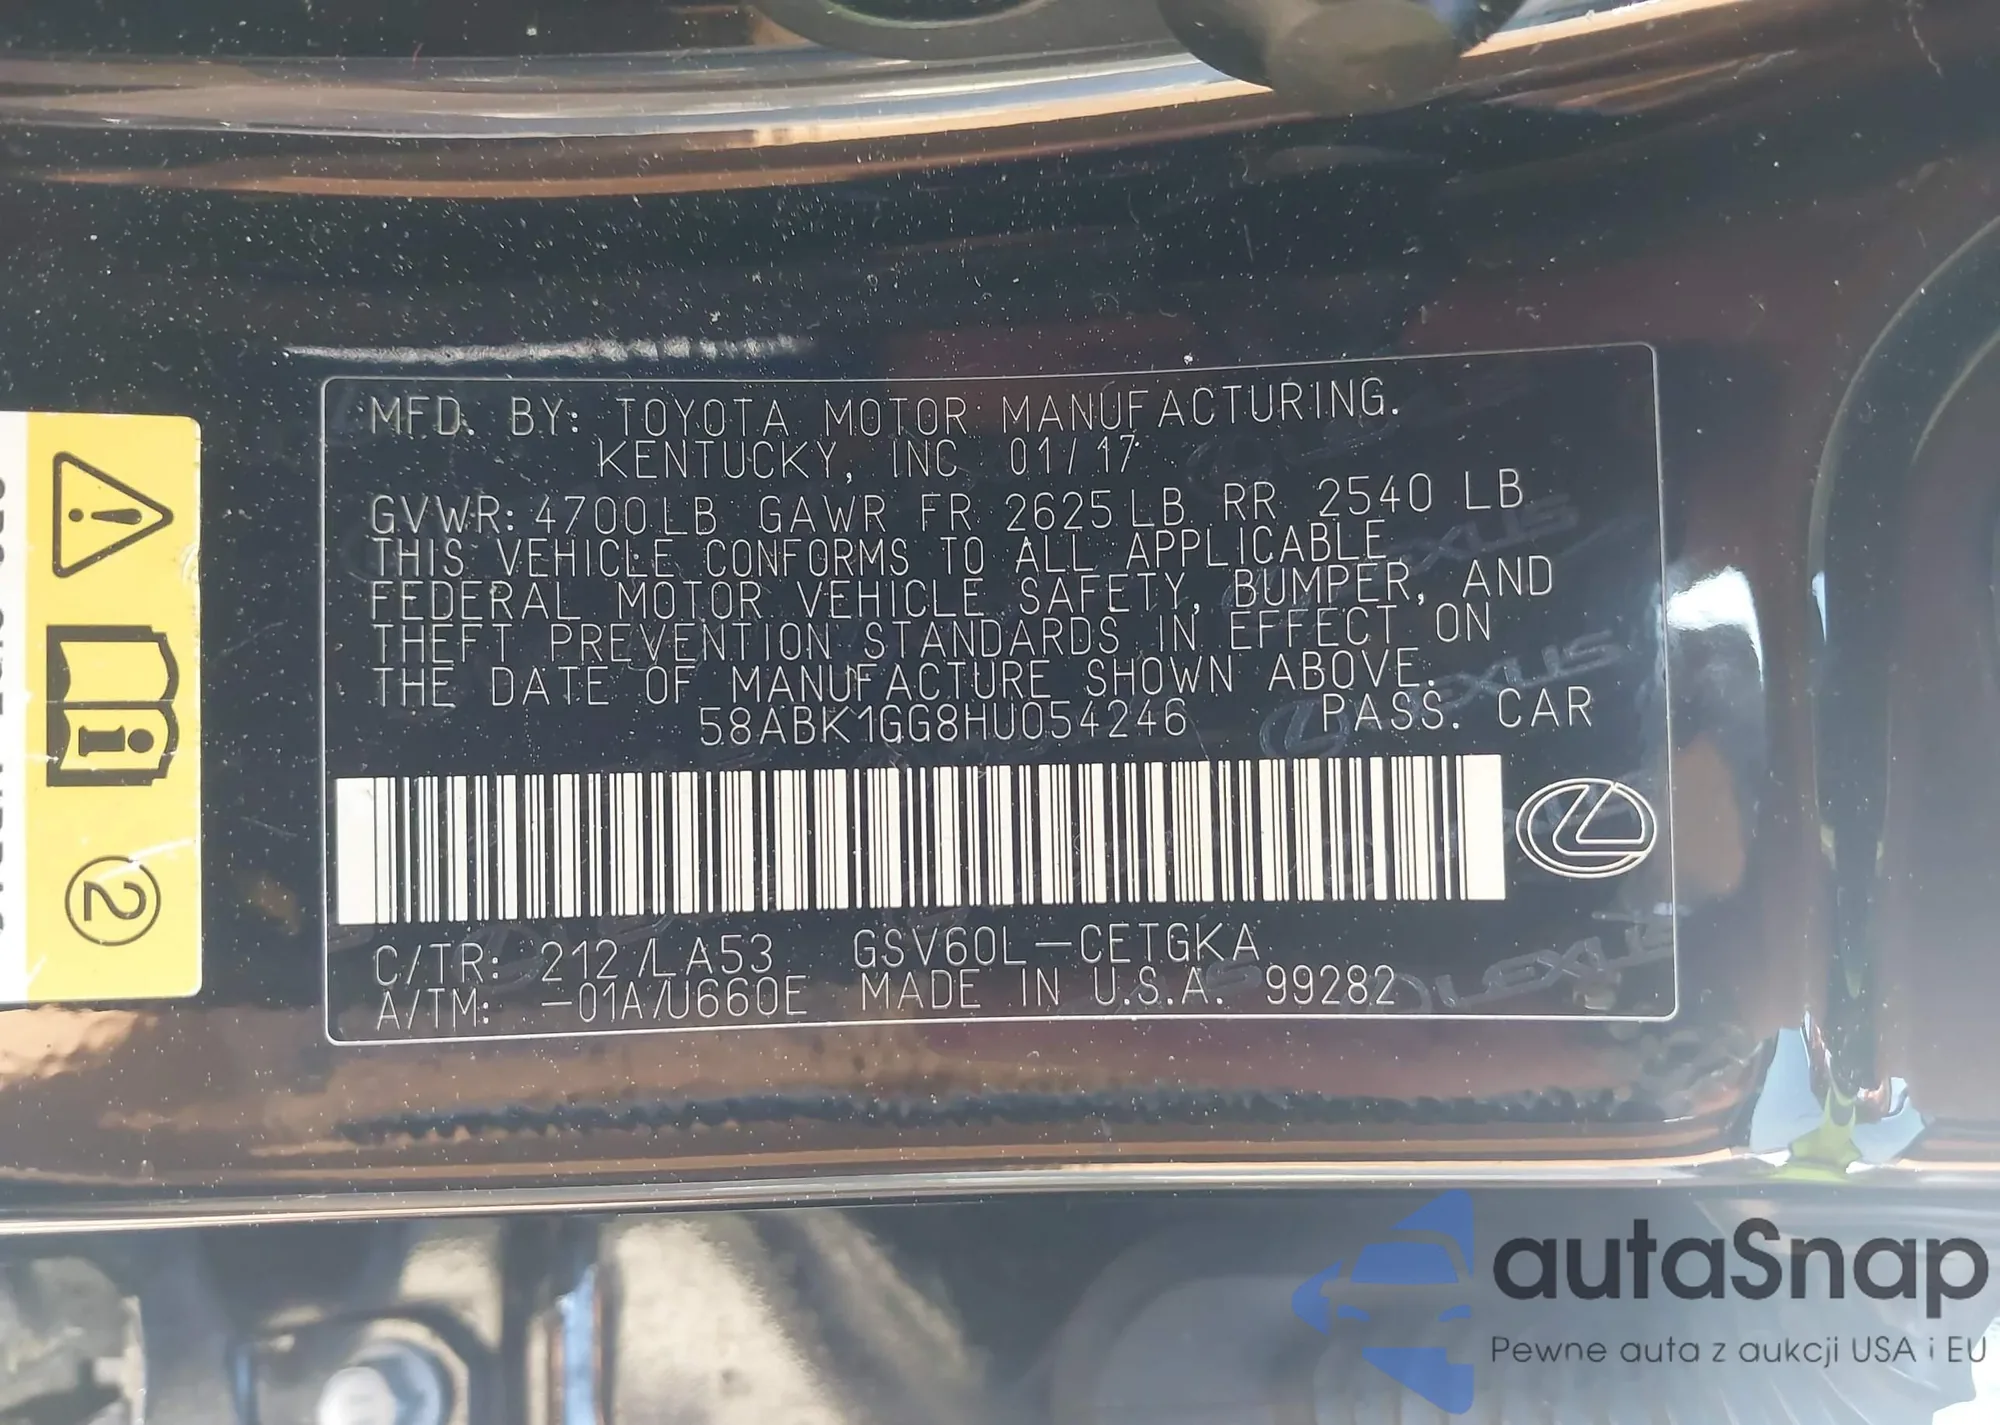 MFD. BY: TOYOTA MOTOR MANUFACTURING.
KENTUCKY, INC 01/17
GVWR: 4700LB GAWR FR 2625LB RR 2540 LB
THIS VEHICLE CONFORMS TO ALL APPLICABLE
FEDERAL MOTOR VEHICLE SAFETY, BUMPER, AND
THEFT PREVENTION STANDARDS IN EFFECT ON
THE DATE OF MANUFACTURE SHOWN ABOVE.
58ABK1GG8HU054246 PASS. CAR
C/TR: 212/LA53 GSV60L-CETGKA
A/TM: -01A/U660E MADE IN U.S.A. 99282
LEXUS
2
autaSnap
Pewne auta z aukcji USA i EU